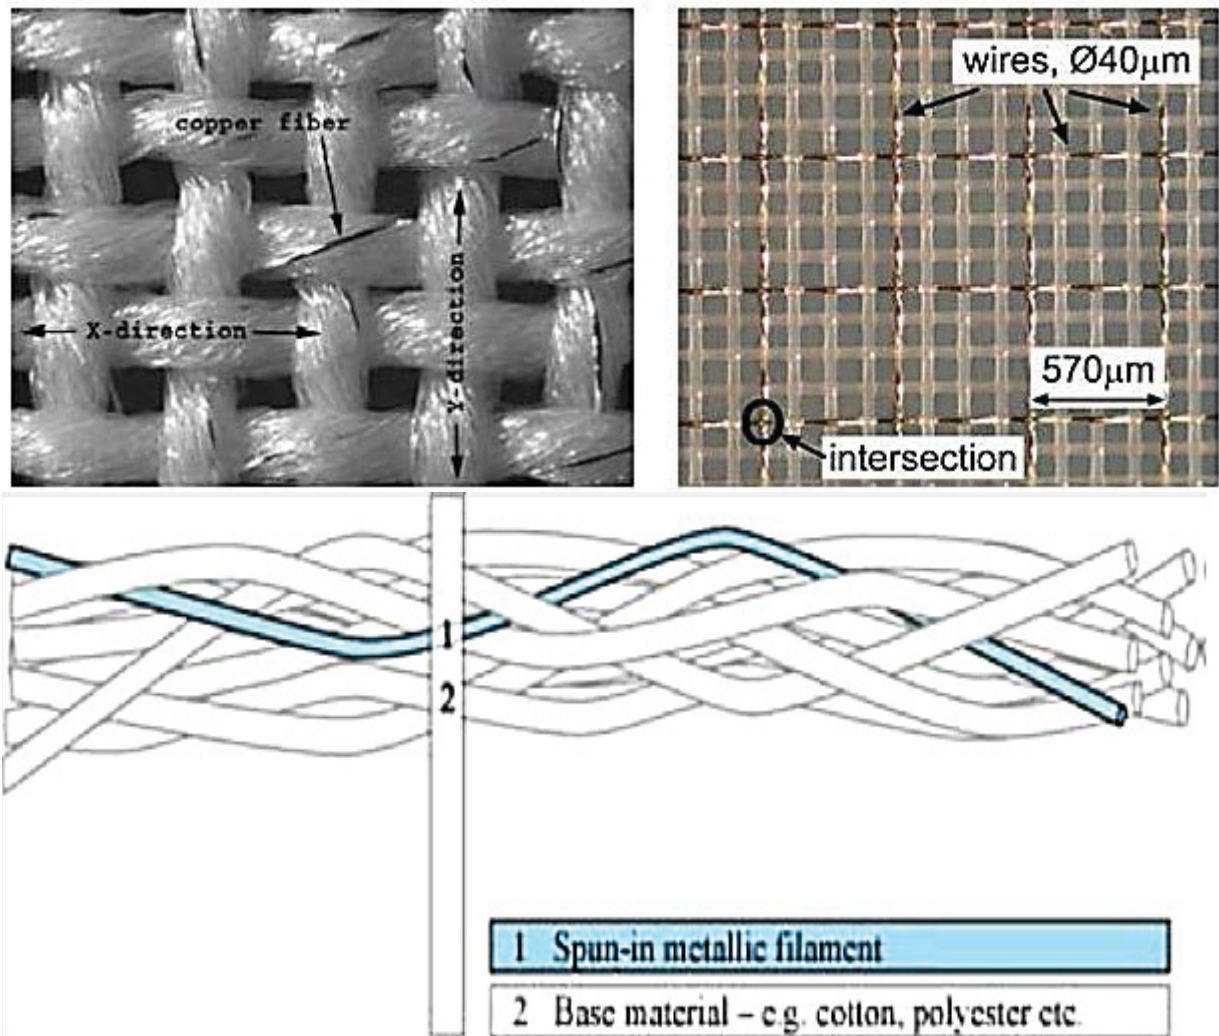 copper fiber
X-direction
Y-direction
wires, Ø40μm
570μm
intersection
1
2
1 Spun-in metallic filament
2 Base material – e.g. cotton, polyester etc.